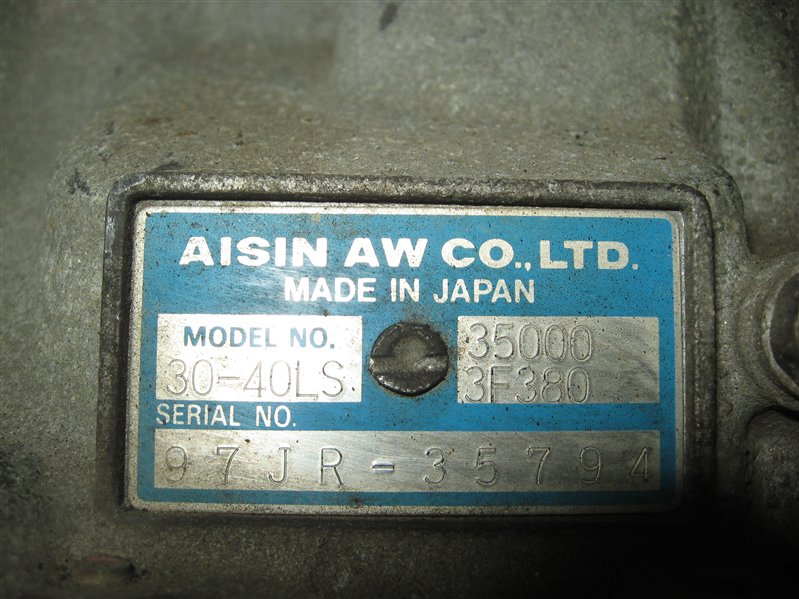 AISIN AW CO., LTD.
MADE IN JAPAN
MODEL NO.
30-40LS
35000
3F380
SERIAL NO.
97JR-35794